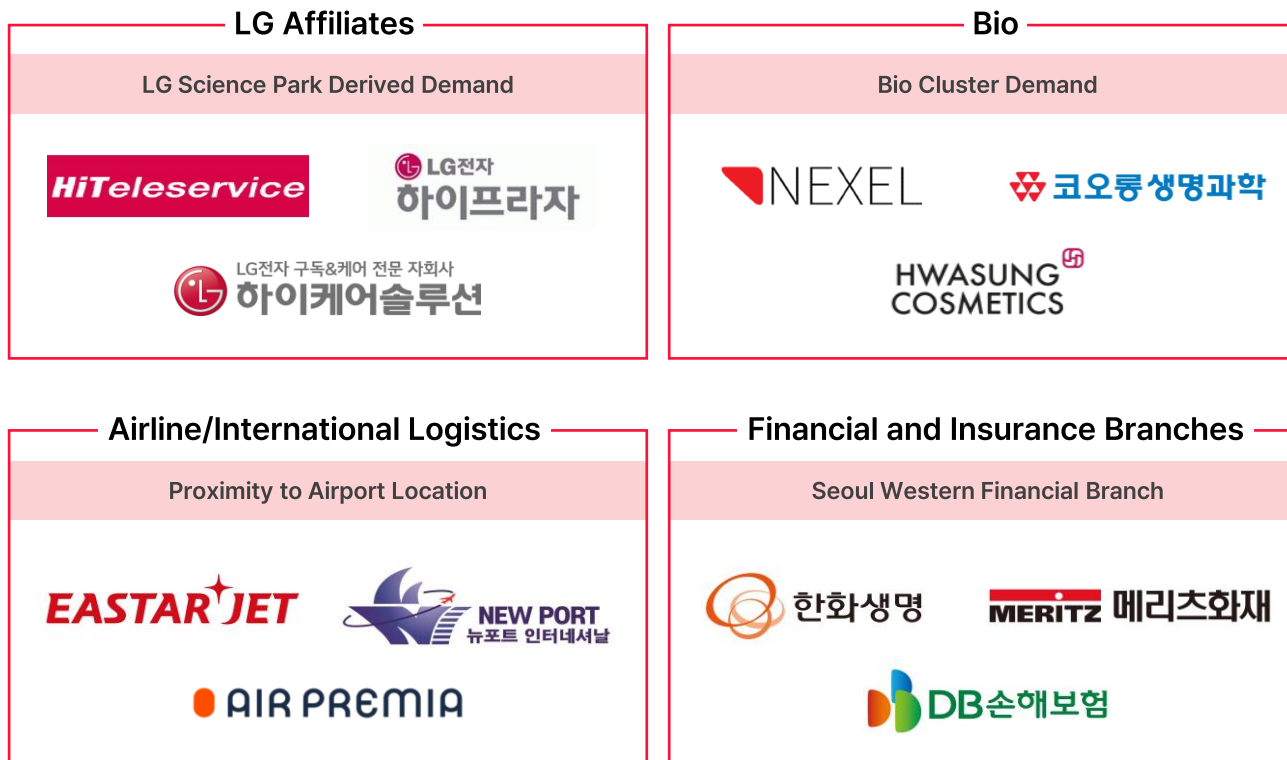 LG Affiliates
LG Science Park Derived Demand
HiTeleservice
LG전자
하이프라자
LG전자 구독&케어 전문 자회사
하이케어솔루션
Bio
Bio Cluster Demand
NEXEL
코오롱생명과학
HWASUNG
COSMETICS
Airline/International Logistics
Proximity to Airport Location
EASTAR JET
NEW PORT
뉴포트 인터네셔날
AIR PREMIA
Financial and Insurance Branches
Seoul Western Financial Branch
한화생명
MERITZ 메리츠화재
DB손해보험